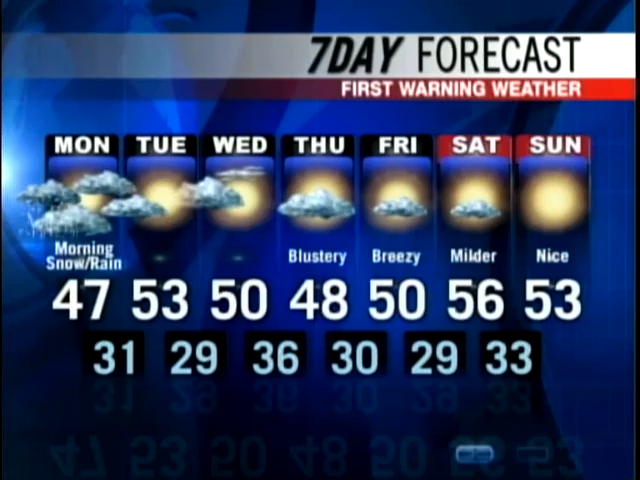 7DAY FORECAST
FIRST WARNING WEATHER
MON TUE WED THU FRI SAT SUN
Morning
Snow/Rain Blustery Breezy Milder Nice
47 53 50 48 50 56 53
31 29 36 30 29 33